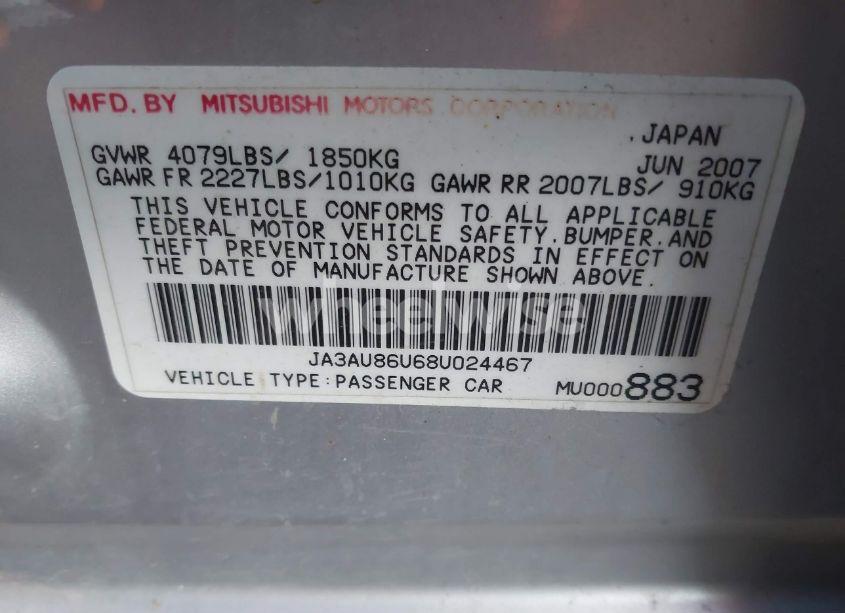 MFD. BY MITSUBISHI MOTORS CORPORATION
, JAPAN
GVWR 4079LBS/ 1850KG JUN 2007
GAWR FR 2227LBS/1010KG GAWR RR 2007LBS/ 910KG
THIS VEHICLE CONFORMS TO ALL APPLICABLE
FEDERAL MOTOR VEHICLE SAFETY,BUMPER,AND
THEFT PREVENTION STANDARDS IN EFFECT ON
THE DATE OF MANUFACTURE SHOWN ABOVE.
wheelwise
JA3AU86U68U024467
VEHICLE TYPE:PASSENGER CAR MU000883